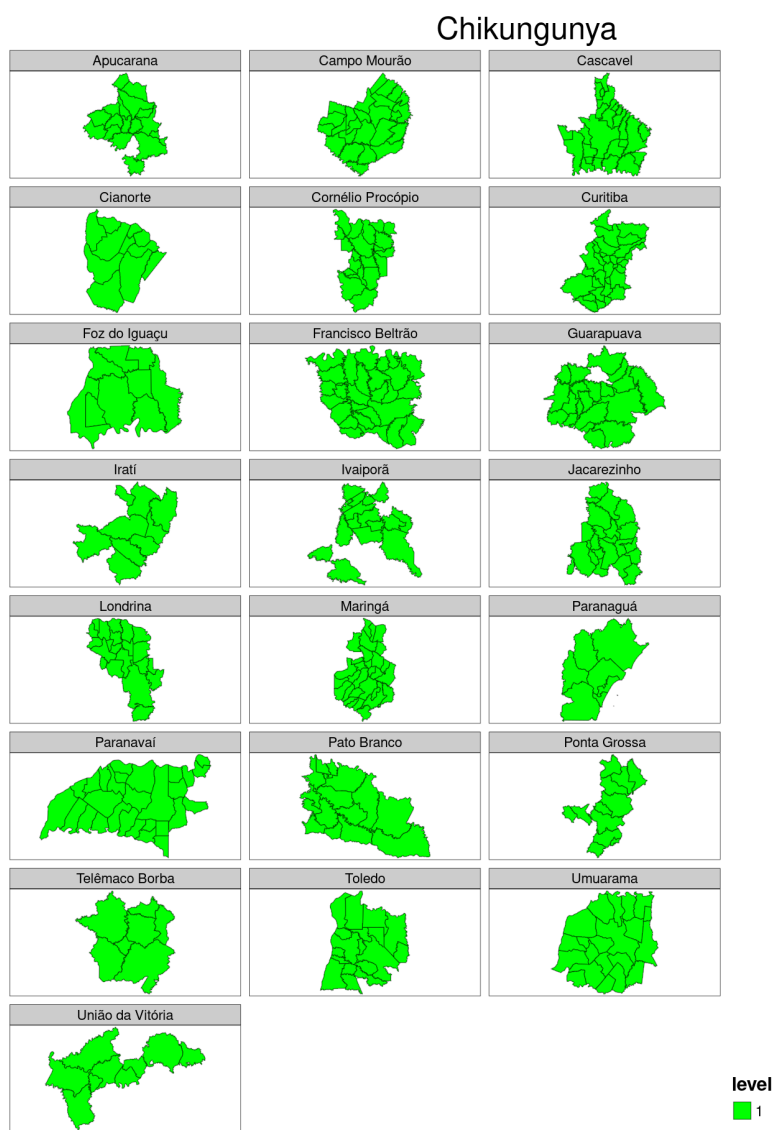 Chikungunya
Apucarana
Campo Mourão
Cascavel
Cianorte
Cornélio Procópio
Curitiba
Foz do Iguaçu
Francisco Beltrão
Guarapuava
Iratí
Ivaiporã
Jacarezinho
Londrina
Maringá
Paranaguá
Paranavaí
Pato Branco
Ponta Grossa
Telêmaco Borba
Toledo
Umuarama
União da Vitória
level
1